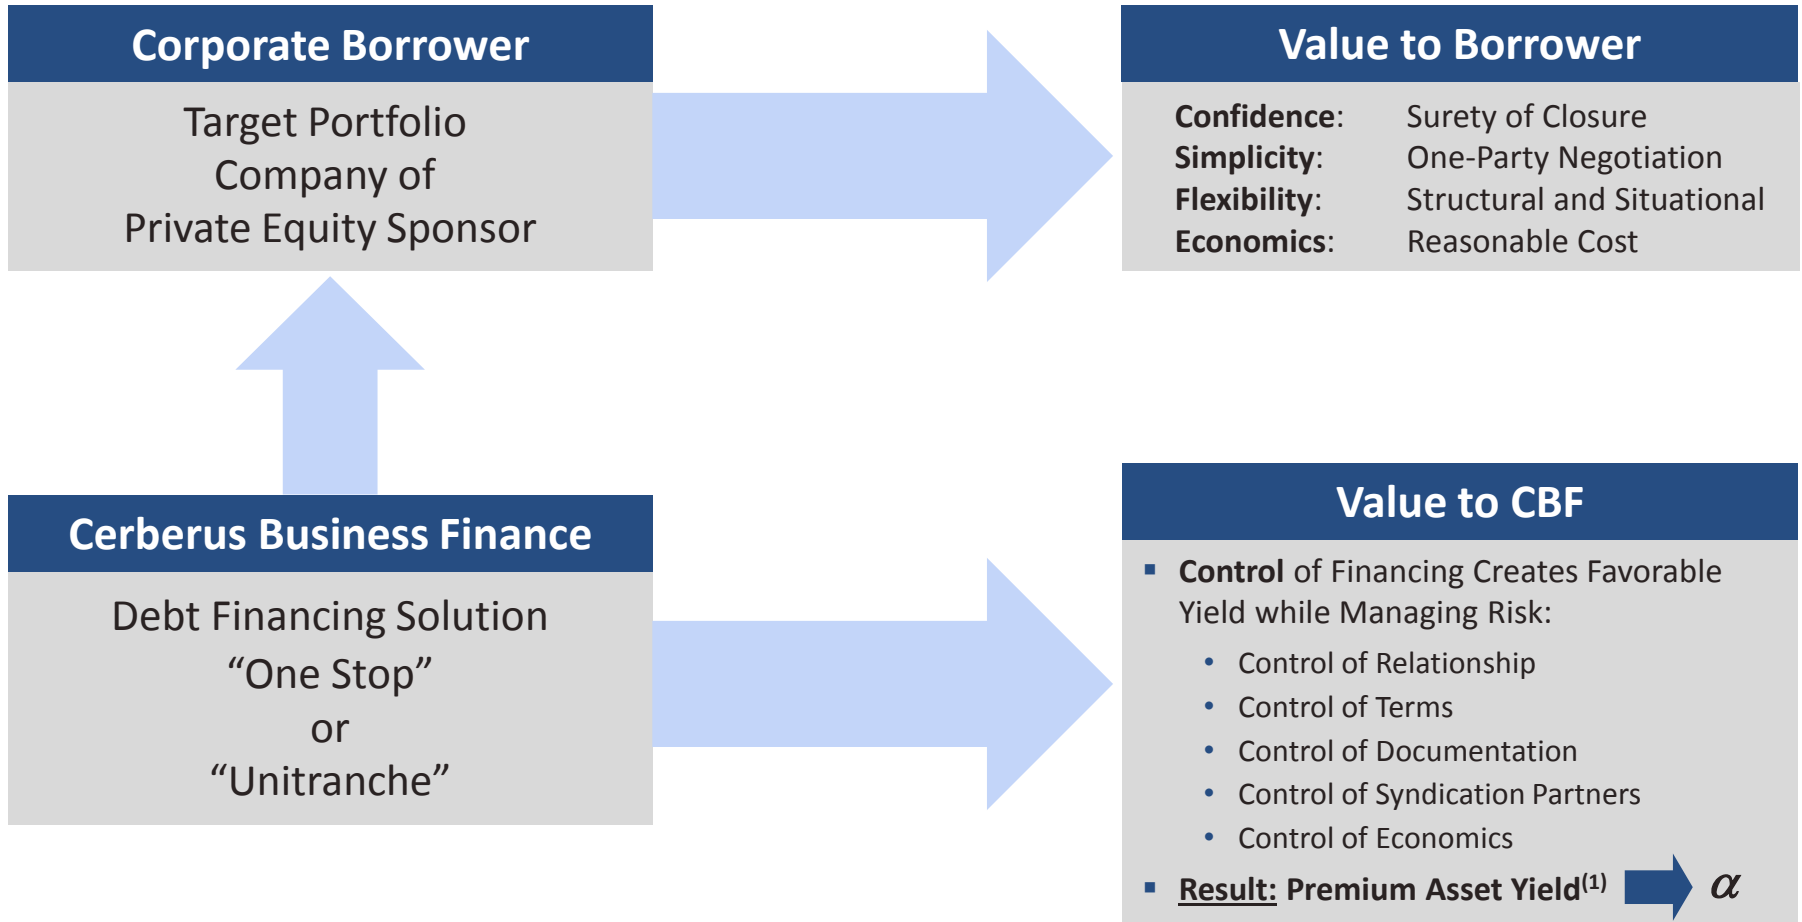 Corporate Borrower
Target Portfolio
Company of
Private Equity Sponsor
Value to Borrower
Confidence: Surety of Closure
Simplicity: One-Party Negotiation
Flexibility: Structural and Situational
Economics: Reasonable Cost
Cerberus Business Finance
Debt Financing Solution
“One Stop”
or
“Unitranche”
Value to CBF
▪ Control of Financing Creates Favorable
Yield while Managing Risk:
• Control of Relationship
• Control of Terms
• Control of Documentation
• Control of Syndication Partners
• Control of Economics
▪ Result: Premium Asset Yield(1) α